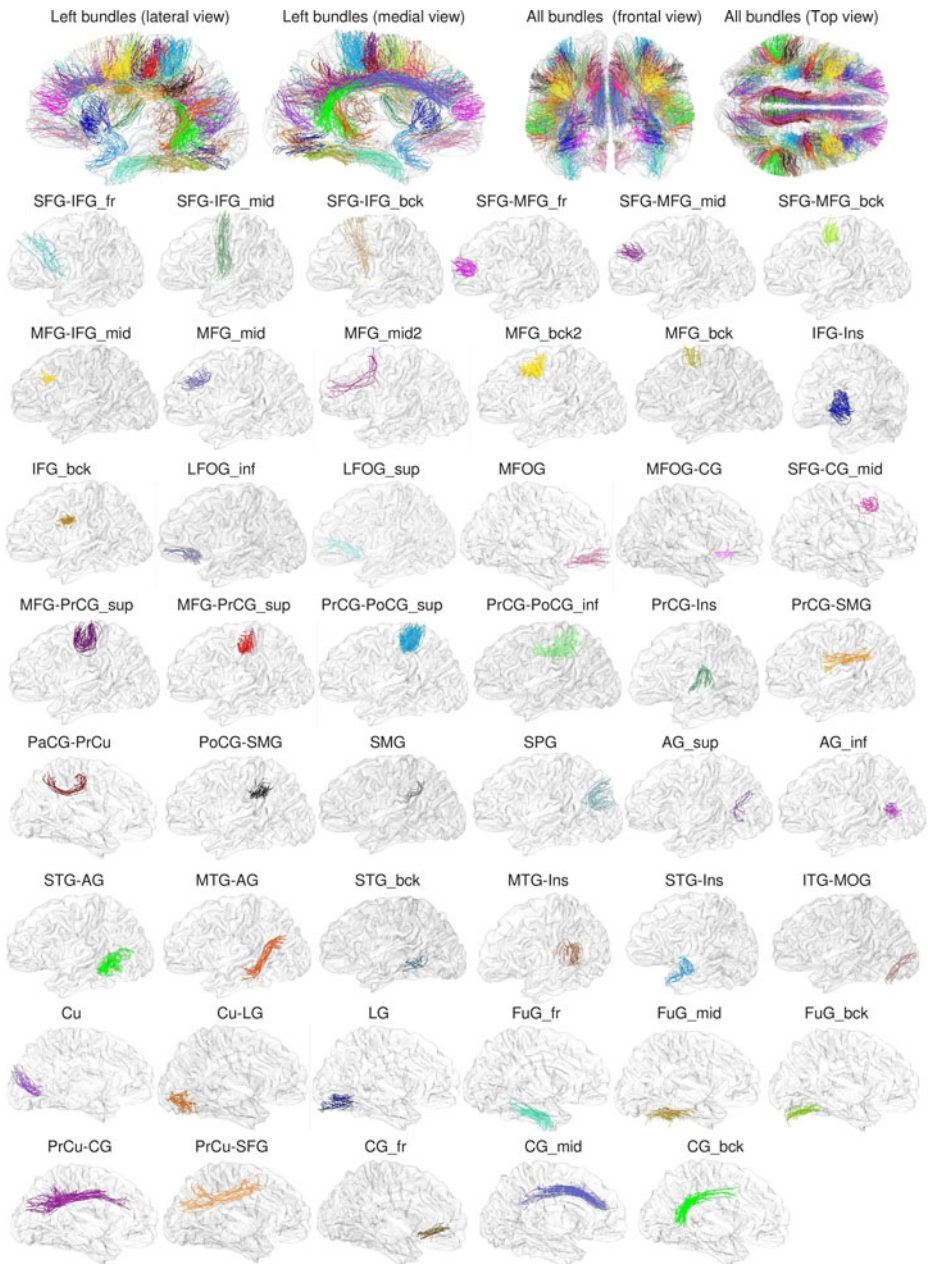 Left bundles (lateral view) Left bundles (medial view) All bundles (frontal view) All bundles (Top view)
SFG-IFG_fr SFG-IFG_mid SFG-IFG_bck SFG-MFG_fr SFG-MFG_mid SFG-MFG_bck
MFG-IFG_mid MFG_mid MFG_mid2 MFG_bck2 MFG_bck IFG-Ins
IFG_bck LFOG_inf LFOG_sup MFOG MFOG-CG SFG-CG_mid
MFG-PrCG_sup MFG-PrCG_sup PrCG-PoCG_sup PrCG-PoCG_inf PrCG-Ins PrCG-SMG
PaCG-PrCu PoCG-SMG SMG SPG AG_sup AG_inf
STG-AG MTG-AG STG_bck MTG-Ins STG-Ins ITG-MOG
Cu Cu-LG LG FuG_fr FuG_mid FuG_bck
PrCu-CG PrCu-SFG CG_fr CG_mid CG_bck